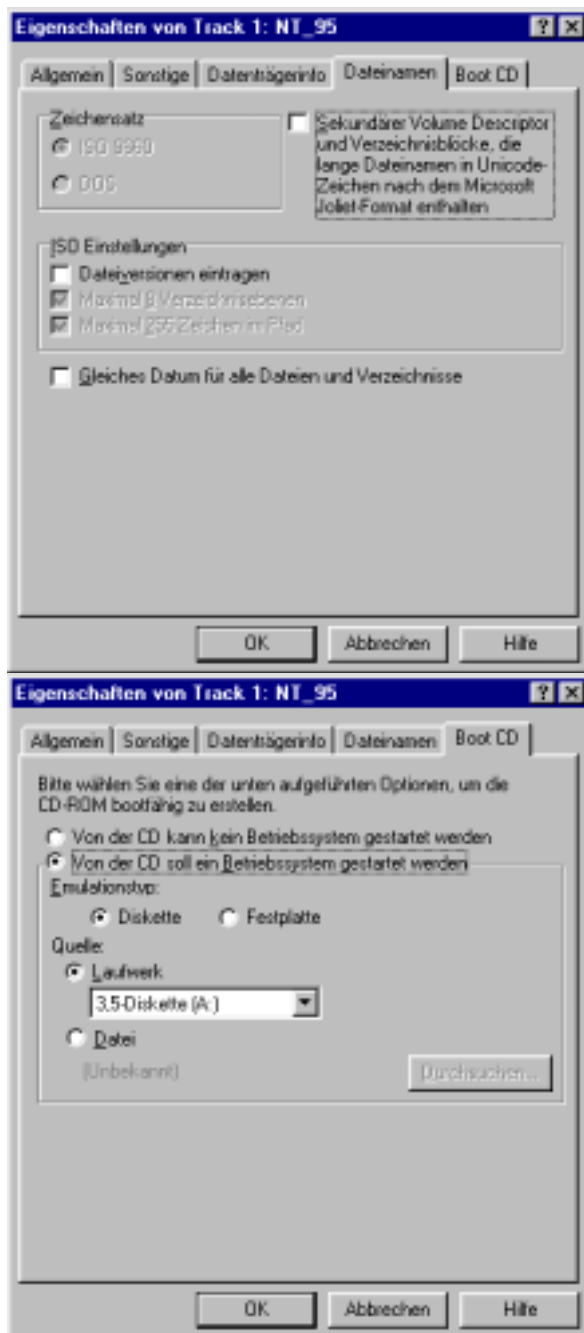 Eigenschaften von Track 1: NT_95
Allgemein Sonstige Datenträgerinfo Dateinamen Boot CD
Zeichensatz
ISO 9960
DOS
Sekundärer Volume Descriptor
und Verzeichnisblöcke, die
lange Dateinamen in Unicode-
Zeichen nach dem Microsoft
Joliet-Format enthalten
ISO Einstellungen
Dateiversionen eintragen
Maximal 8 Verzeichnisebenen
Maximal 255 Zeichen im Pfad
Gleiches Datum für alle Dateien und Verzeichnisse
OK Abbrechen Hilfe
Eigenschaften von Track 1: NT_95
Allgemein Sonstige Datenträgerinfo Dateinamen Boot CD
Bitte wählen Sie eine der unten aufgeführten Optionen, um die
CD-ROM bootfähig zu erstellen.
Von der CD kann kein Betriebssystem gestartet werden
Von der CD soll ein Betriebssystem gestartet werden
Emulationstyp:
Diskette Festplatte
Quelle:
Laufwerk
3,5-Diskette (A:)
Datei
(Unbekannt) Durchsuchen...
OK Abbrechen Hilfe